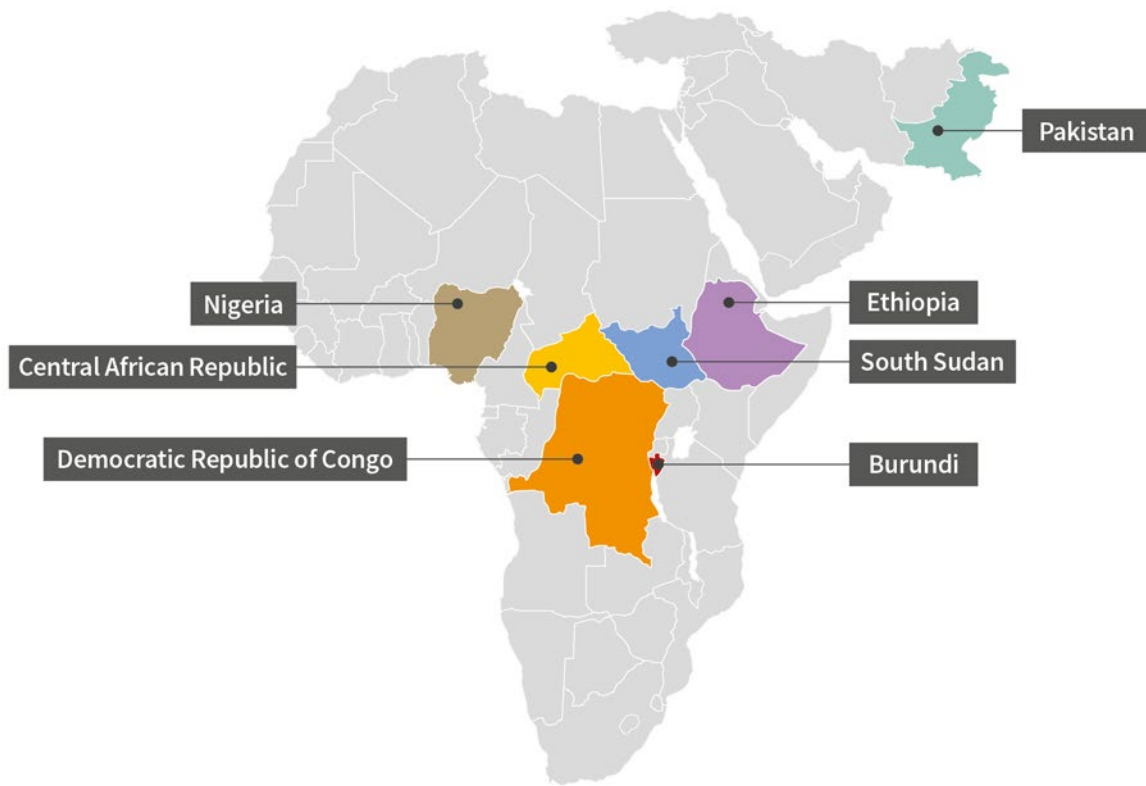 Pakistan
Nigeria
Ethiopia
Central African Republic
South Sudan
Democratic Republic of Congo
Burundi